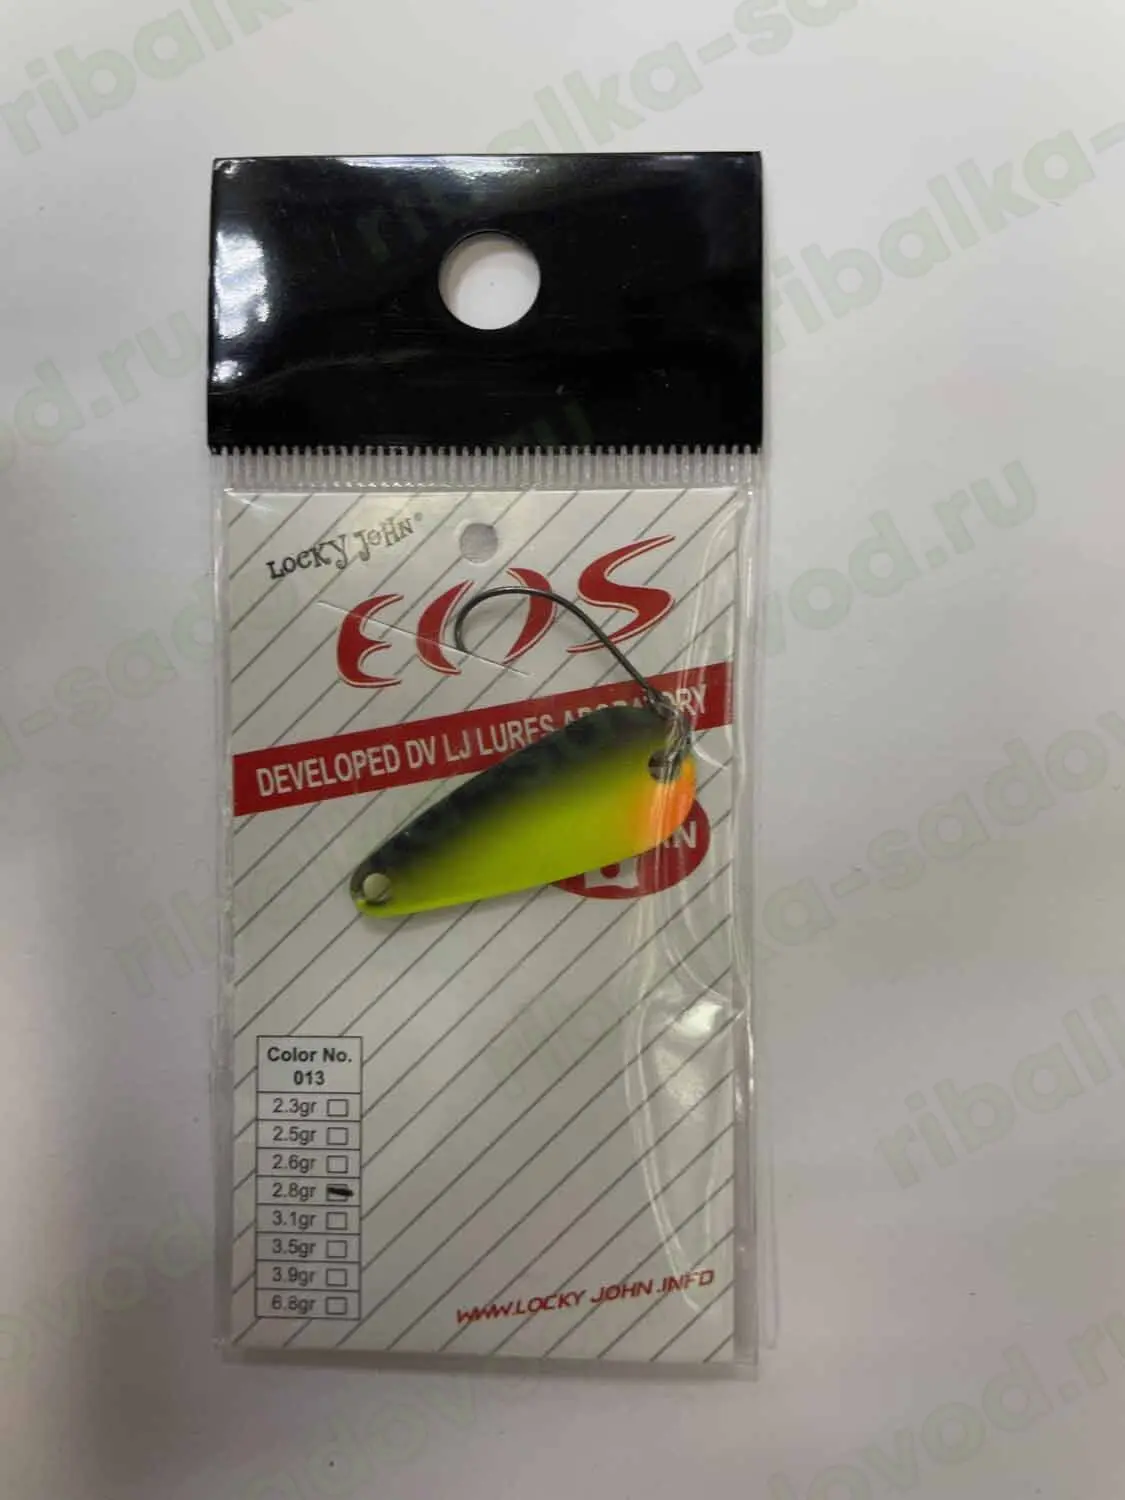 LOCKY JOHN®
EOS
DEVELOPED DV LJ LURES
Color No.
013
2.3gr
2.5gr
2.6gr
2.8gr
3.1gr
3.5gr
3.9gr
6.8gr
WWW.LOCKY JOHN.INFO
ribalka-sadovod.ru